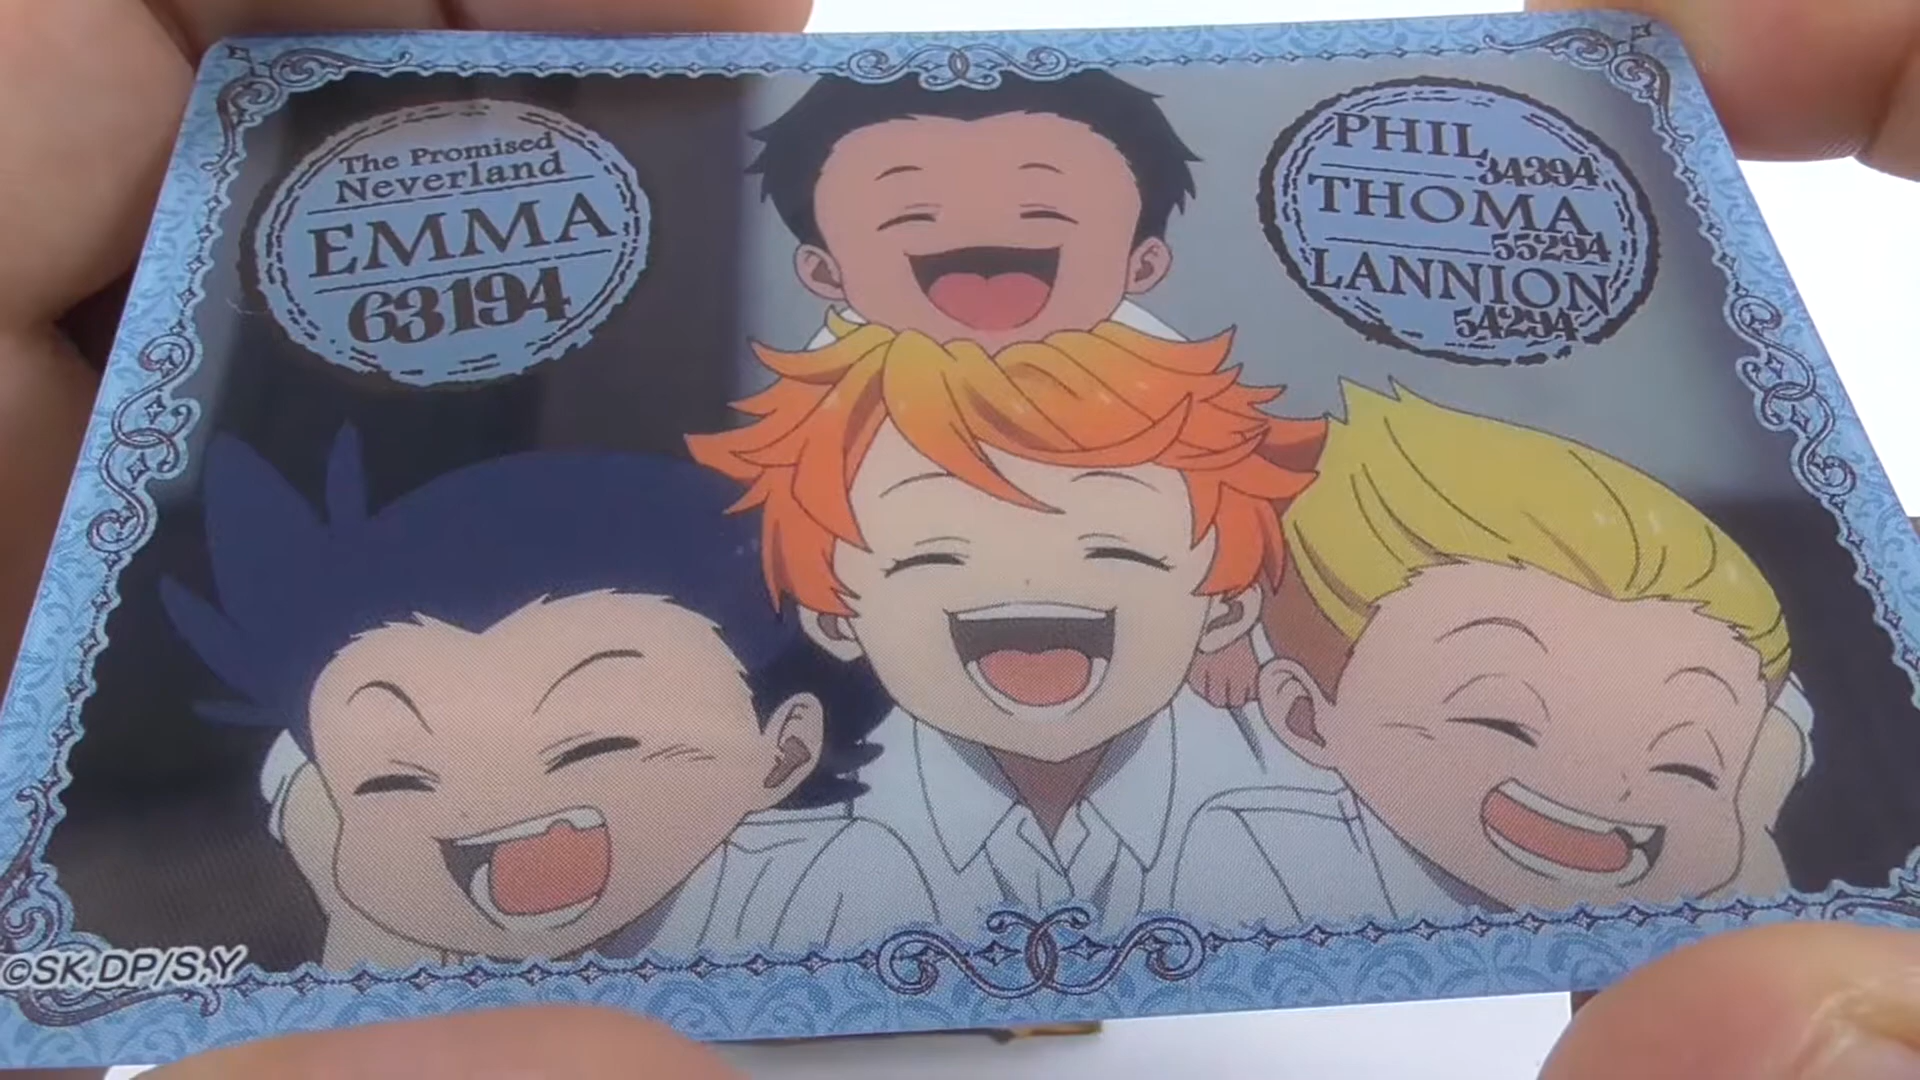 The Promised
Neverland
EMMA
63194
PHIL
34394
THOMA
55294
LANNION
54294
©SK,DP/S,Y